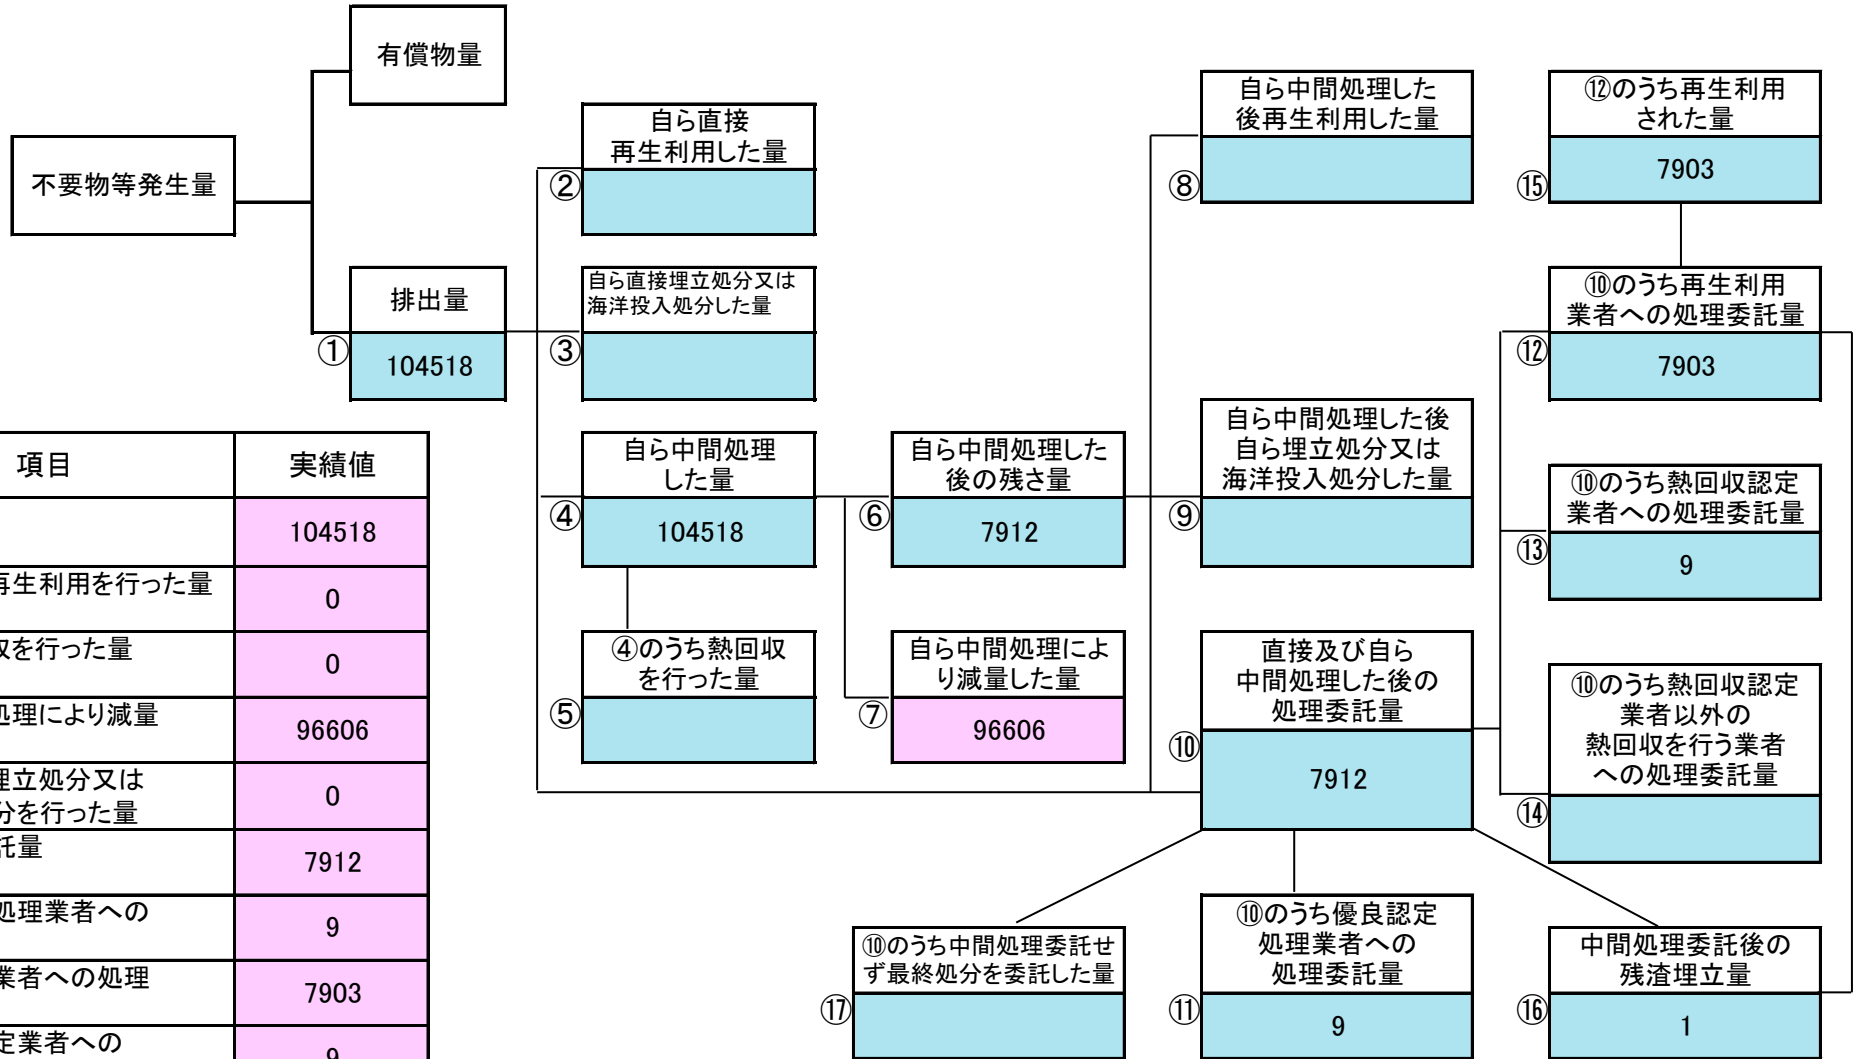 有償物量
不要物等発生量
排出量
①
104518
自ら直接
再生利用した量
②
自ら直接埋立処分又は
海洋投入処分した量
③
自ら中間処理
した量
④
104518
④のうち熱回収
を行った量
⑤
自ら中間処理した
後の残さ量
⑥
7912
自ら中間処理によ
り減量した量
⑦
96606
自ら中間処理した
後再生利用した量
⑧
自ら中間処理した後
自ら埋立処分又は
海洋投入処分した量
⑨
直接及び自ら
中間処理した後の
処理委託量
⑩
7912
⑩のうち優良認定
処理業者への
処理委託量
⑪
9
⑫のうち再生利用
された量
⑮
7903
⑩のうち再生利用
業者への処理委託量
⑫
7903
⑩のうち熱回収認定
業者への処理委託量
⑬
9
⑩のうち熱回収認定
業者以外の
熱回収を行う業者
への処理委託量
⑭
中間処理委託後の
残渣埋立量
⑯
1
⑩のうち中間処理委託せ
ず最終処分を委託した量
⑰
項目 実績値
104518
再生利用を行った量 0
を行った量 0
処理により減量 96606
埋立処分又は
分を行った量 0
託量 7912
処理業者への 9
業者への処理 7903
定業者への 9